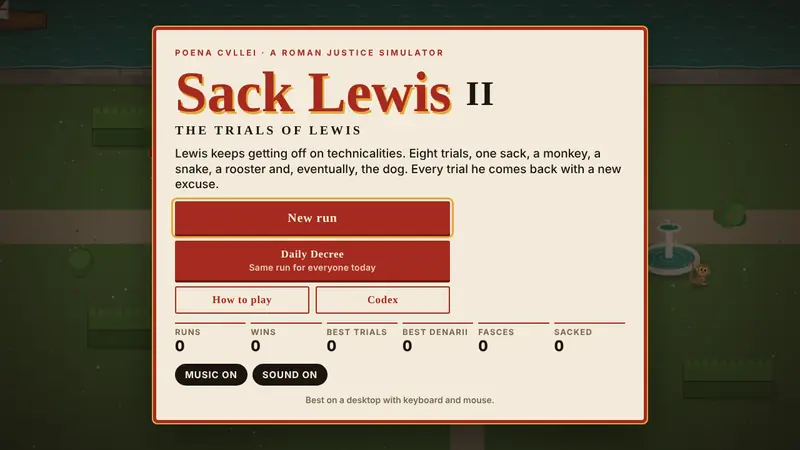 POENA CVLLEI · A ROMAN JUSTICE SIMULATOR
Sack Lewis II
THE TRIALS OF LEWIS
Lewis keeps getting off on technicalities. Eight trials, one sack, a monkey, a
snake, a rooster and, eventually, the dog. Every trial he comes back with a new
excuse.
New run
Daily Decree
Same run for everyone today
How to play Codex
RUNS WINS BEST TRIALS BEST DENARII FASCES SACKED
0 0 0 0 0 0
MUSIC ON SOUND ON
Best on a desktop with keyboard and mouse.